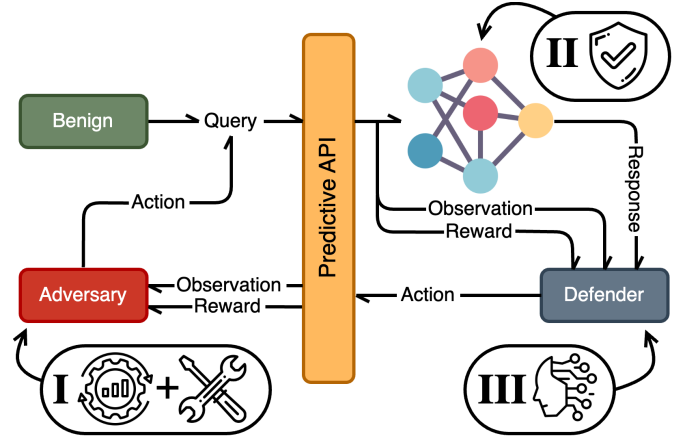 II
Benign
Query
Predictive API
Response
Action
Observation
Reward
Observation
Reward
Adversary
Action
Defender
I
+
III